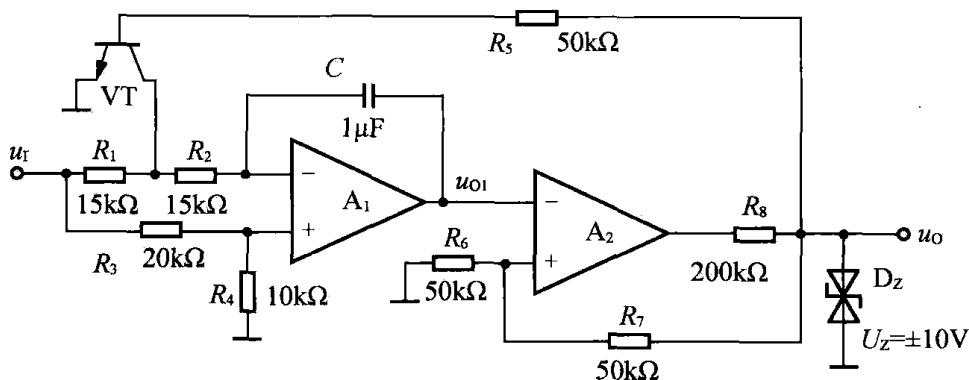 R5
50kΩ
C
VT
1μF
uI
R1
R2
15kΩ
15kΩ
−
A1
+
uO1
R3
20kΩ
R4
10kΩ
R6
50kΩ
−
A2
+
R8
200kΩ
uO
R7
50kΩ
DZ
UZ=±10V